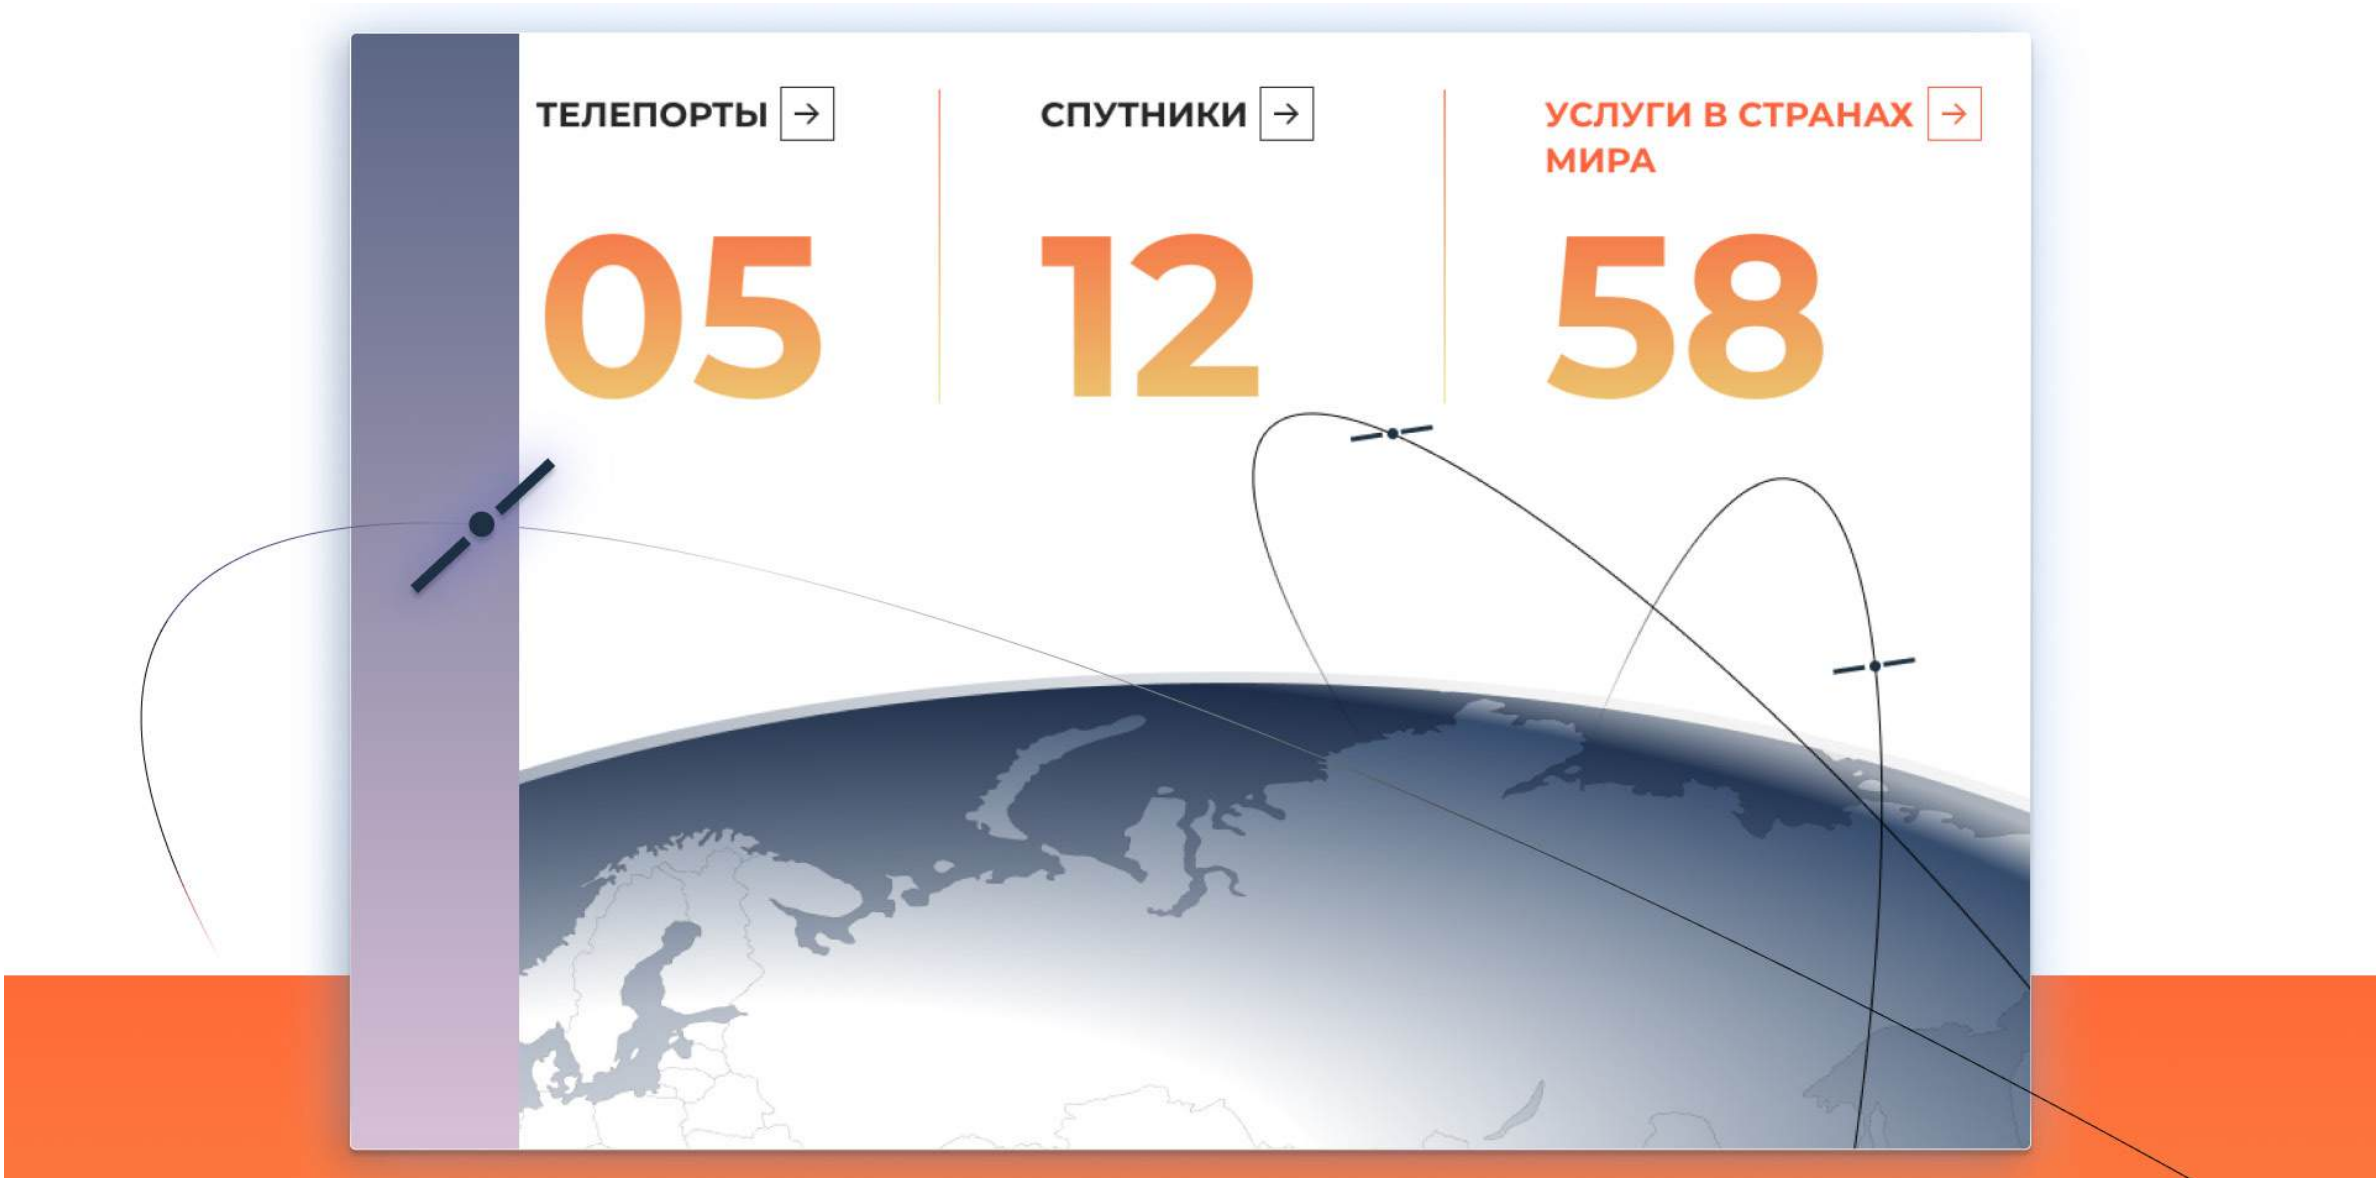 ТЕЛЕПОРТЫ
СПУТНИКИ
УСЛУГИ В СТРАНАХ
МИРА
05
12
58